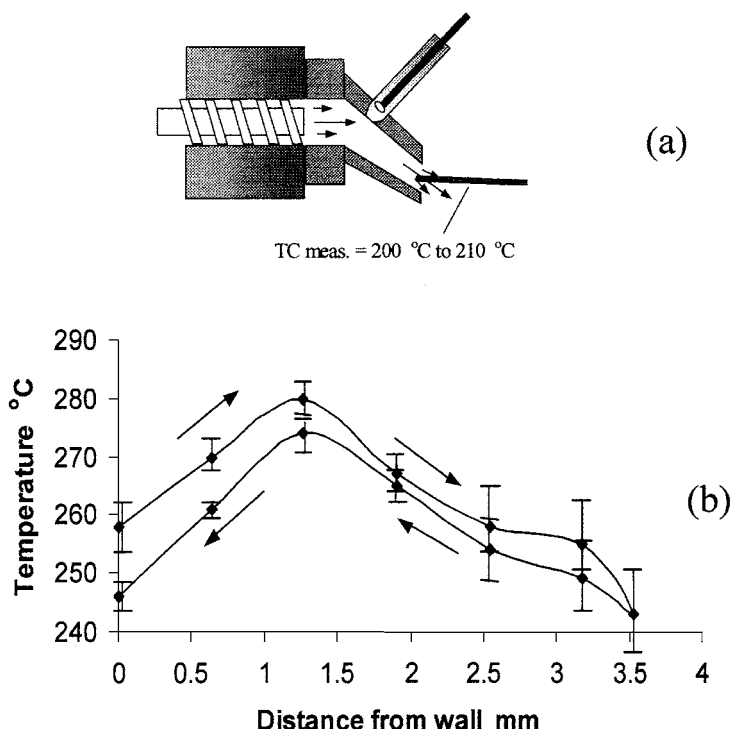 (a)
TC meas. = 200 °C to 210 °C
290
280
270
260
250
240
Temperature °C
(b)
0 0.5 1 1.5 2 2.5 3 3.5 4
Distance from wall mm